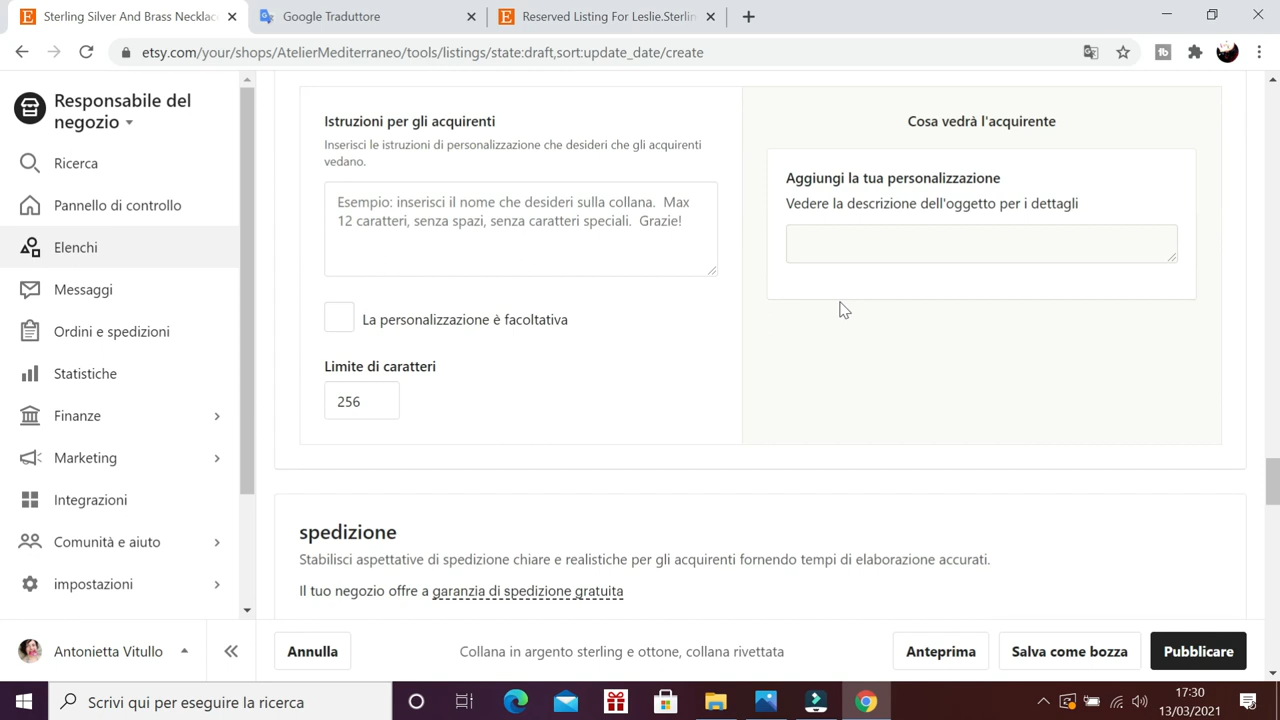 Sterling Silver And Brass Necklac
Google Traduttore
Reserved Listing For Leslie.Sterlin
etsy.com/your/shops/AtelierMediterraneo/tools/listings/state:draft,sort:update_date/create
Responsabile del
negozio
Ricerca
Pannello di controllo
Elenchi
Messaggi
Ordini e spedizioni
Statistiche
Finanze
Marketing
Integrazioni
Comunità e aiuto
impostazioni
Antonietta Vitullo
Istruzioni per gli acquirenti
Inserisci le istruzioni di personalizzazione che desideri che gli acquirenti
vedano.
Esempio: inserisci il nome che desideri sulla collana. Max
12 caratteri, senza spazi, senza caratteri speciali. Grazie!
La personalizzazione è facoltativa
Limite di caratteri
256
Cosa vedrà l'acquirente
Aggiungi la tua personalizzazione
Vedere la descrizione dell'oggetto per i dettagli
spedizione
Stabilisci aspettative di spedizione chiare e realistiche per gli acquirenti fornendo tempi di elaborazione accurati.
Il tuo negozio offre a garanzia di spedizione gratuita
Annulla
Collana in argento sterling e ottone, collana rivettata
Anteprima
Salva come bozza
Pubblicare
Scrivi qui per eseguire la ricerca
17:30
13/03/2021